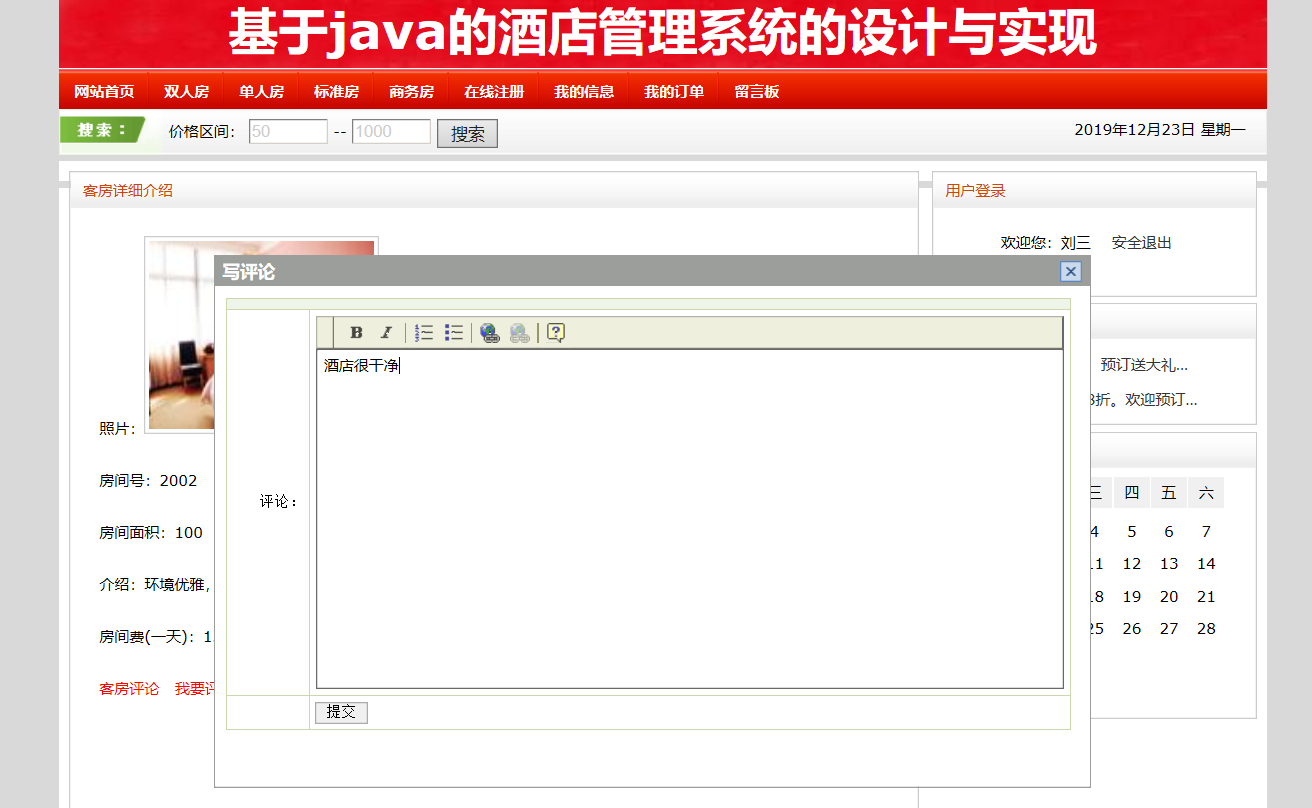 基于java的酒店管理系统的设计与实现
网站首页 双人房 单人房 标准房 商务房 在线注册 我的信息 我的订单 留言板
搜索： 价格区间： 50 -- 1000 搜索 2019年12月23日 星期一
客房详细介绍
用户登录
欢迎您：刘三 安全退出
写评论
B I
酒店很干净
评论：
提交
照片：
房间号：2002
房间面积：100
介绍：环境优雅，
房间费(一天)：1
客房评论 我要评
预订送大礼...
8折。欢迎预订...
三 四 五 六
4 5 6 7
11 12 13 14
18 19 20 21
25 26 27 28